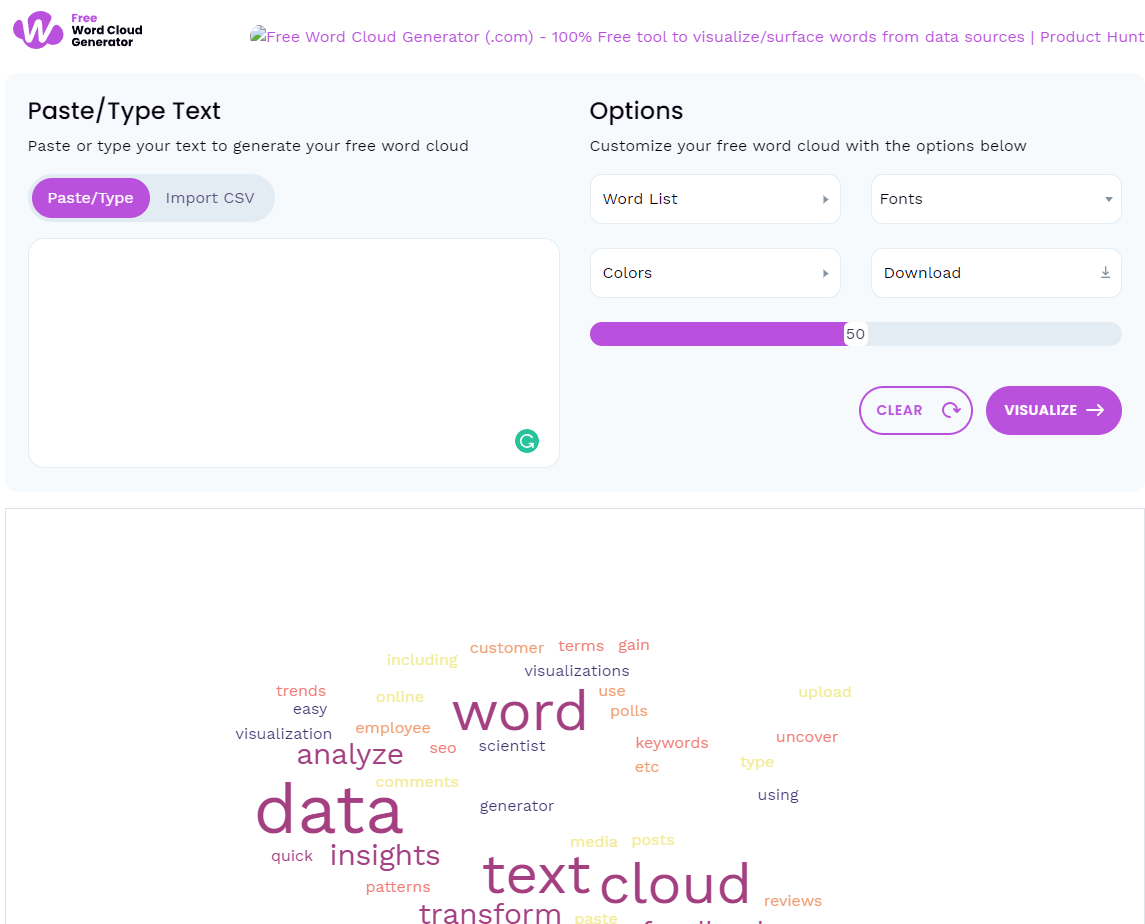 Free
Word Cloud
Generator
Free Word Cloud Generator (.com) - 100% Free tool to visualize/surface words from data sources | Product Hunt
Paste/Type Text
Paste or type your text to generate your free word cloud
Paste/Type
Import CSV
Options
Customize your free word cloud with the options below
Word List
Fonts
Colors
Download
50
CLEAR
VISUALIZE
including customer terms gain
visualizations
trends online use upload
easy word polls
visualization employee keywords uncover
analyze seo scientist
etc type
comments using
data generator
media posts
quick insights
text cloud
patterns reviews
transform paste